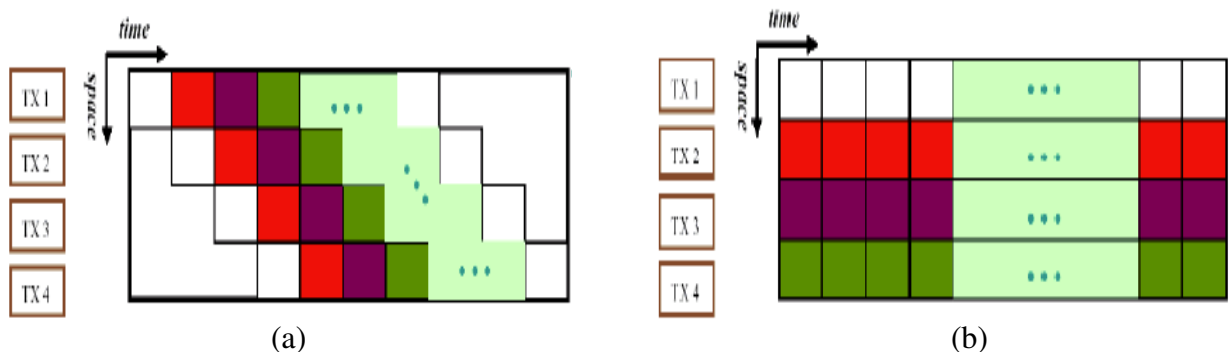 time
space
TX 1
TX 2
TX 3
TX 4
(a)
time
space
TX 1
TX 2
TX 3
TX 4
(b)